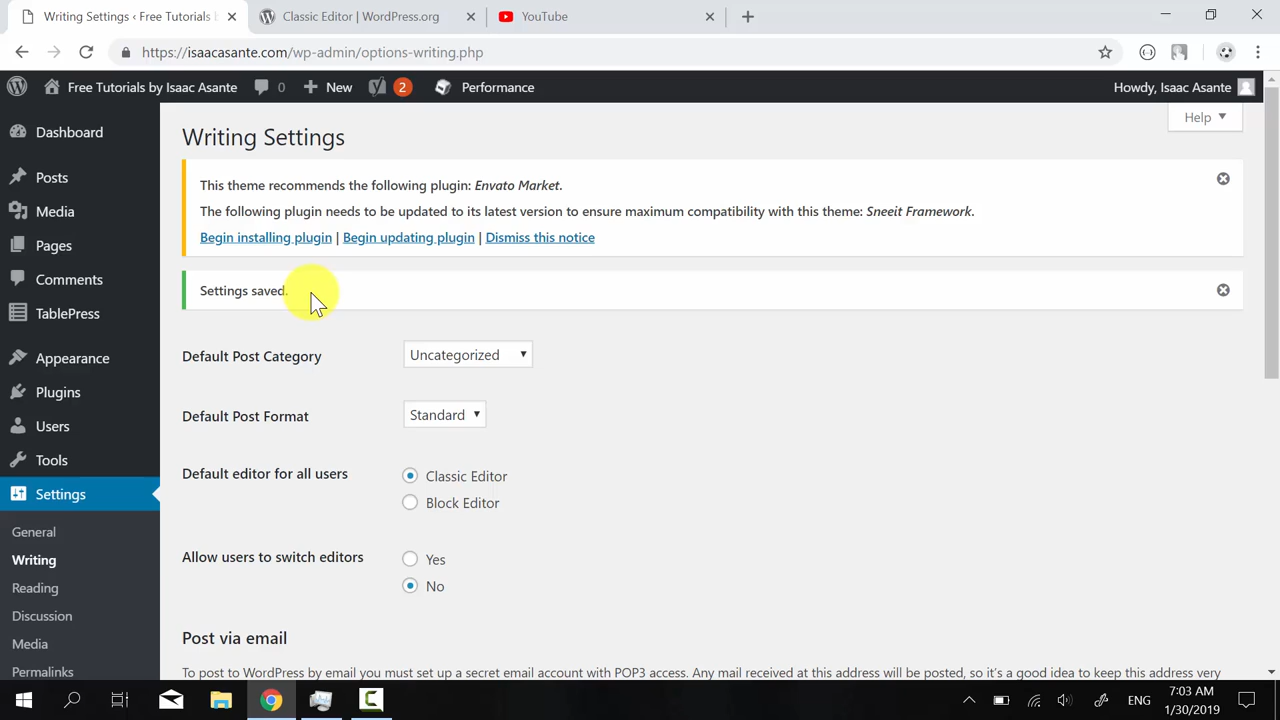 Writing Settings ‹ Free Tutorials b
Classic Editor | WordPress.org
YouTube
https://isaacasante.com/wp-admin/options-writing.php
Free Tutorials by Isaac Asante
0
New
2
Performance
Howdy, Isaac Asante
Dashboard
Posts
Media
Pages
Comments
TablePress
Appearance
Plugins
Users
Tools
Settings
General
Writing
Reading
Discussion
Media
Permalinks
Help
Writing Settings
This theme recommends the following plugin: Envato Market.
The following plugin needs to be updated to its latest version to ensure maximum compatibility with this theme: Sneeit Framework.
Begin installing plugin | Begin updating plugin | Dismiss this notice
Settings saved.
Default Post Category
Uncategorized
Default Post Format
Standard
Default editor for all users
Classic Editor
Block Editor
Allow users to switch editors
Yes
No
Post via email
To post to WordPress by email you must set up a secret email account with POP3 access. Any mail received at this address will be posted, so it's a good idea to keep this address very
ENG
7:03 AM
1/30/2019